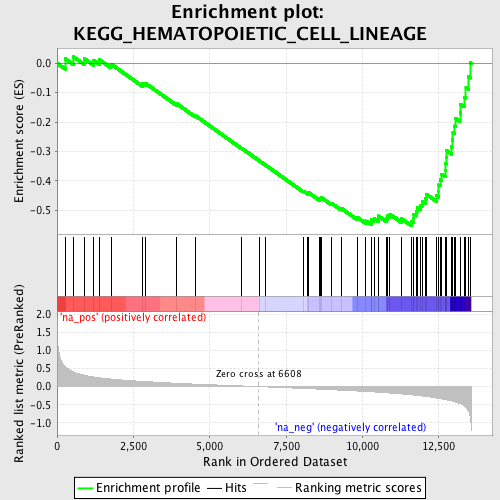 Enrichment plot:
KEGG_HEMATOPOIETIC_CELL_LINEAGE
Enrichment score (ES)
0.0
-0.1
-0.2
-0.3
-0.4
-0.5
Ranked list metric (PreRanked)
2.0
1.5
1.0
0.5
0.0
-0.5
-1.0
'na_pos' (positively correlated)
Zero cross at 6608
'na_neg' (negatively correlated)
0 2,500 5,000 7,500 10,000 12,500
Rank in Ordered Dataset
Enrichment profile Hits Ranking metric scores